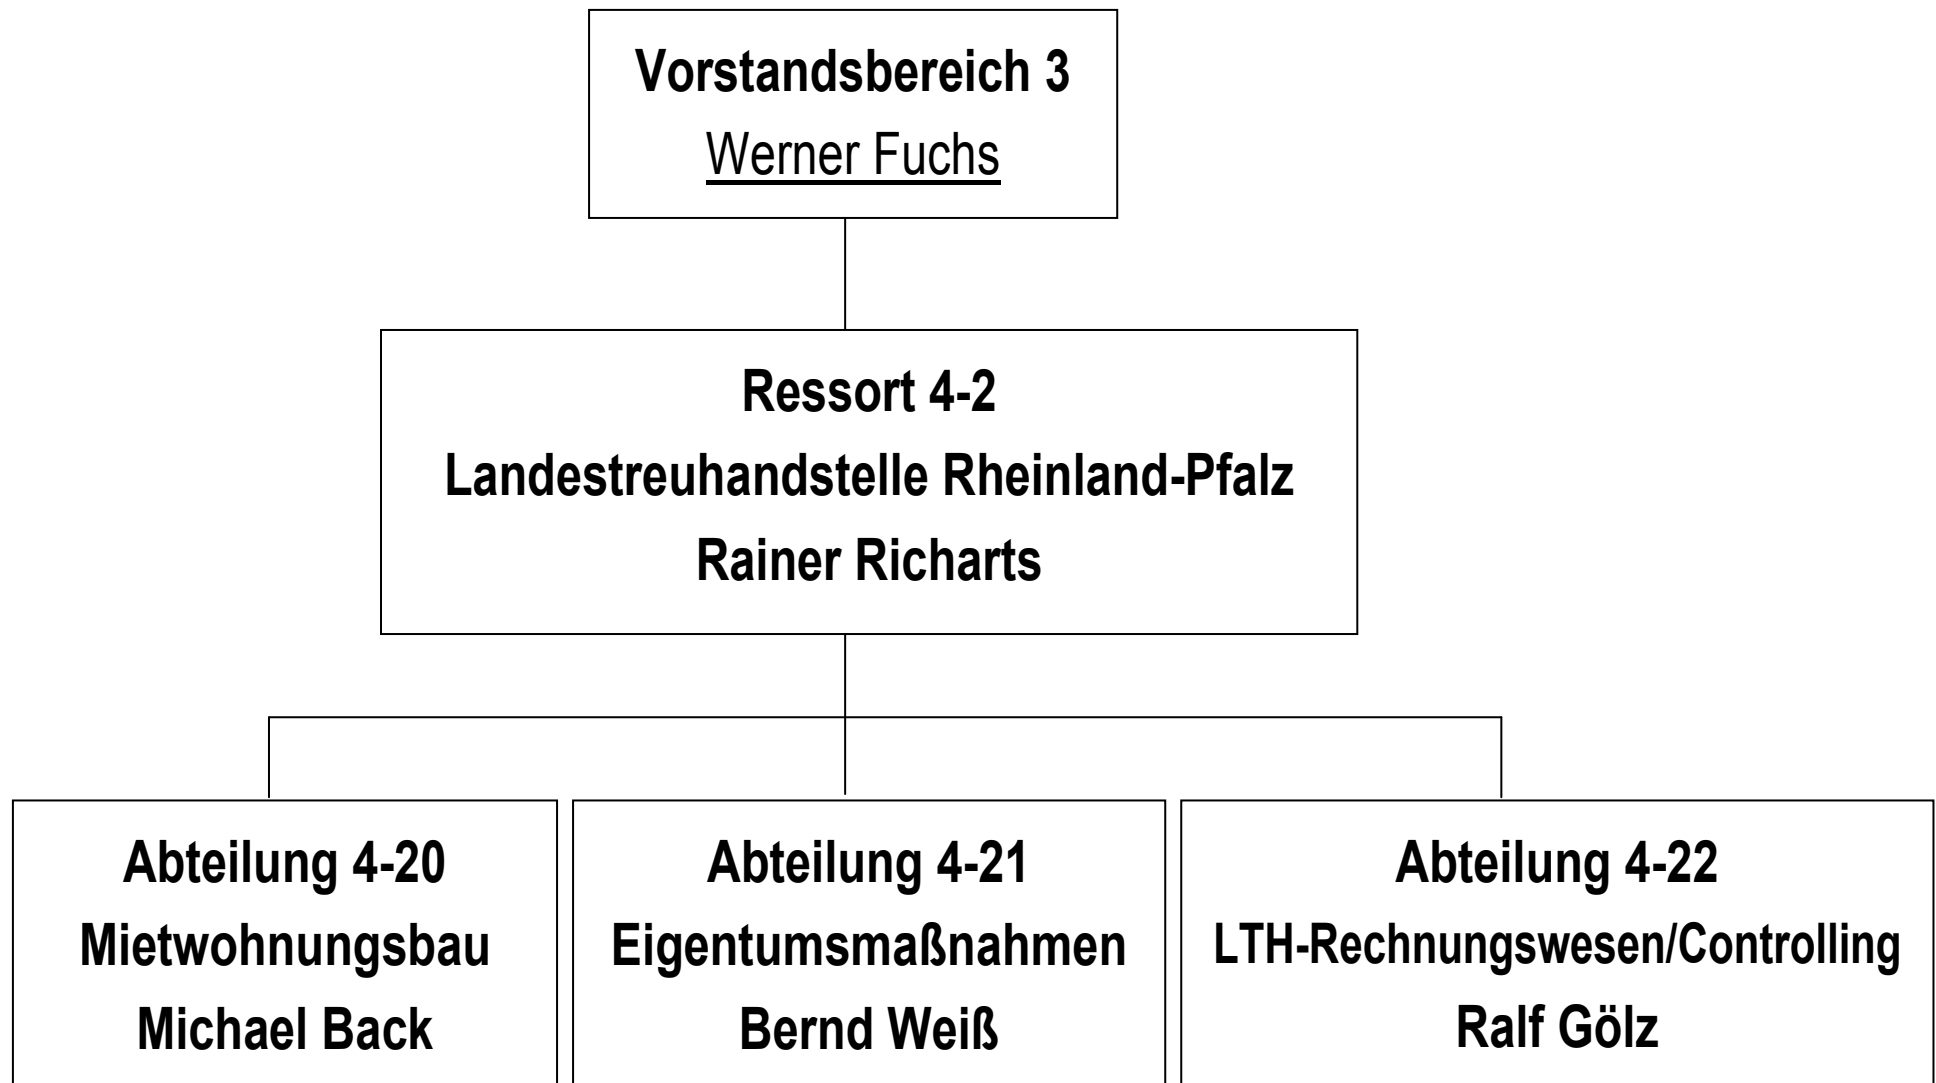 Vorstandsbereich 3
Werner Fuchs
Ressort 4-2
Landestreuhandstelle Rheinland-Pfalz
Rainer Richarts
Abteilung 4-20
Mietwohnungsbau
Michael Back
Abteilung 4-21
Eigentumsmaßnahmen
Bernd Weiß
Abteilung 4-22
LTH-Rechnungswesen/Controlling
Ralf Gölz